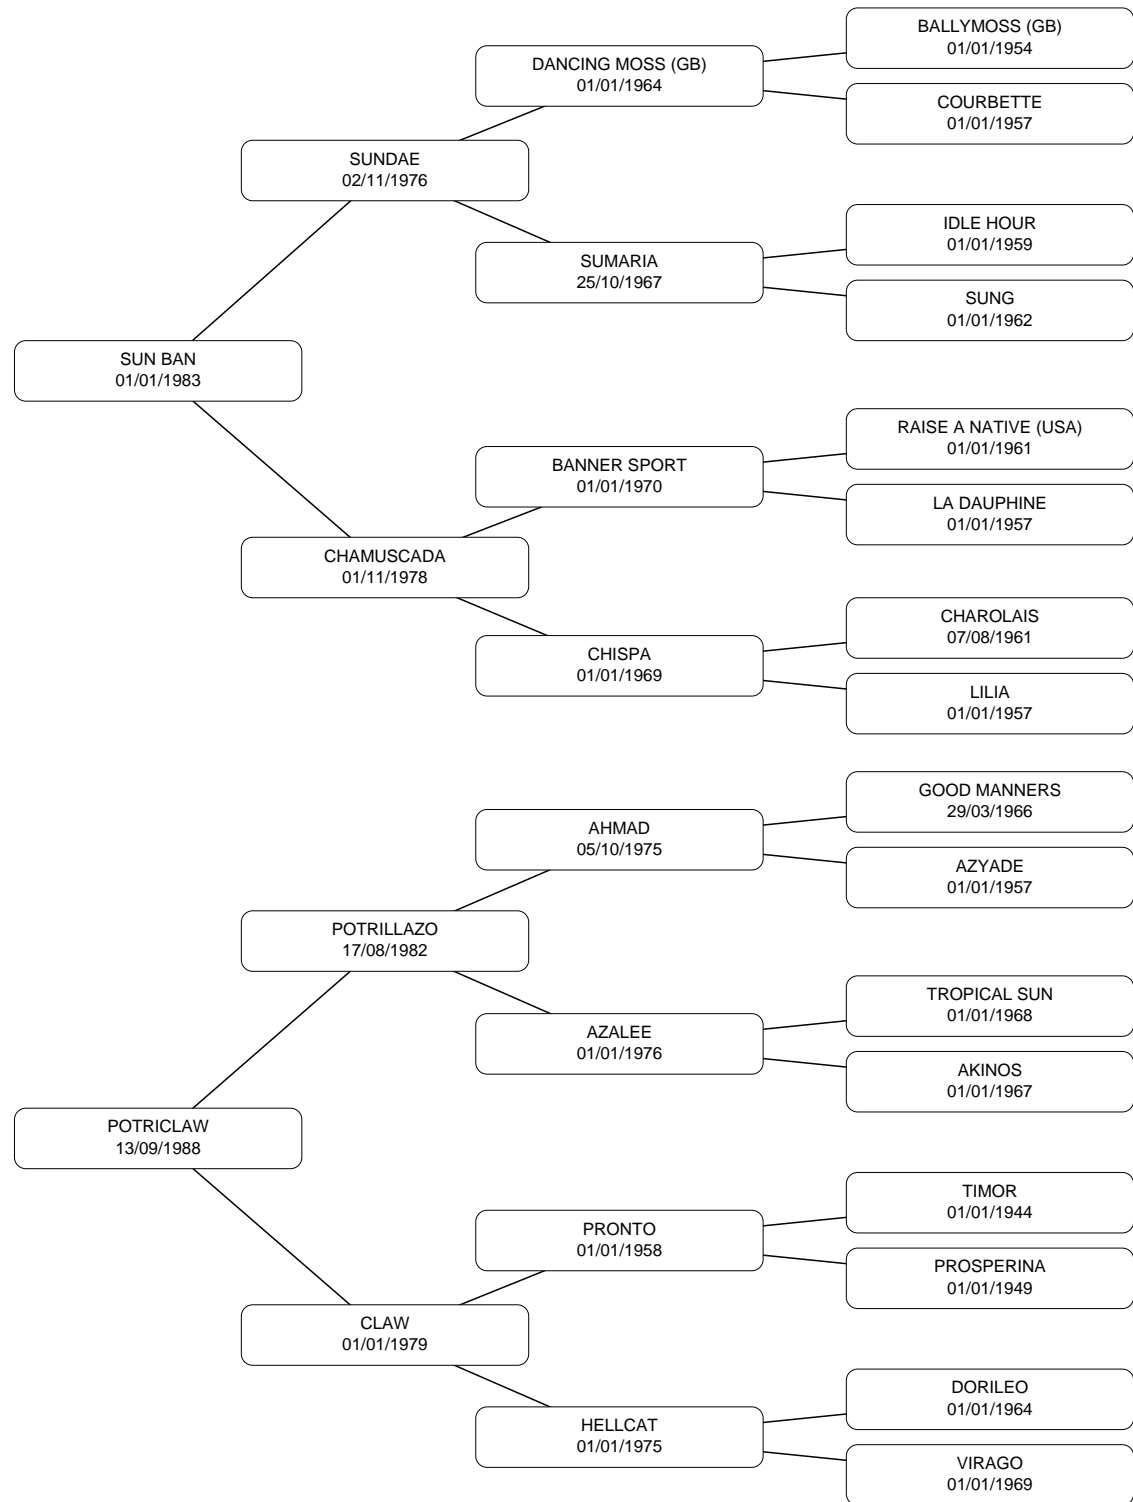 BALLYMOSS (GB)
01/01/1954
DANCING MOSS (GB)
01/01/1964
COURBETTE
01/01/1957
SUNDAE
02/11/1976
IDLE HOUR
01/01/1959
SUMARIA
25/10/1967
SUNG
01/01/1962
SUN BAN
01/01/1983
RAISE A NATIVE (USA)
01/01/1961
BANNER SPORT
01/01/1970
LA DAUPHINE
01/01/1957
CHAMUSCADA
01/11/1978
CHAROLAIS
07/08/1961
CHISPA
01/01/1969
LILIA
01/01/1957
GOOD MANNERS
29/03/1966
AHMAD
05/10/1975
AZYADE
01/01/1957
POTRILLAZO
17/08/1982
TROPICAL SUN
01/01/1968
AZALEE
01/01/1976
AKINOS
01/01/1967
POTRICLAW
13/09/1988
TIMOR
01/01/1944
PRONTO
01/01/1958
PROSPERINA
01/01/1949
CLAW
01/01/1979
DORILEO
01/01/1964
HELLCAT
01/01/1975
VIRAGO
01/01/1969